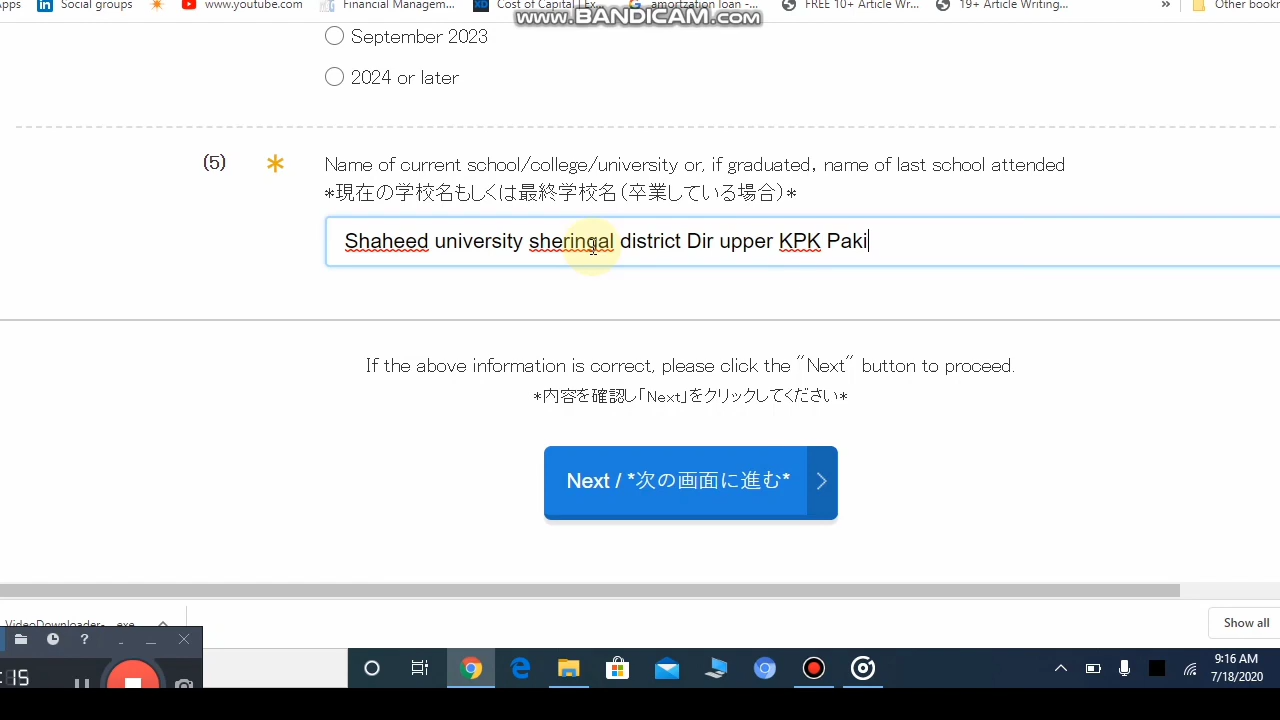 pps Social groups www.youtube.com Financial Managem... XD Cost of Capital | Ex... amortzation loan -... FREE 10+ Article Wr... 19+ Article Writing... » Other bookm
www.BANDICAM.com
September 2023
2024 or later
(5) * Name of current school/college/university or, if graduated, name of last school attended
*現在の学校名もしくは最終学校名(卒業している場合)*
Shaheed university sheringal district Dir upper KPK Paki
If the above information is correct, please click the "Next" button to proceed.
*内容を確認し「Next」をクリックしてください*
Next / *次の画面に進む*
VideoDownloader-....exe
Show all
:15
9:16 AM
7/18/2020